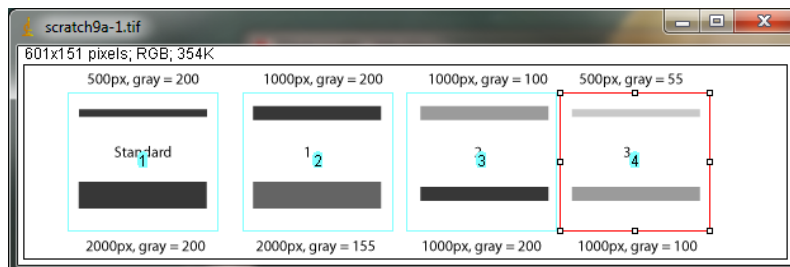 scratch9a-1.tif
601x151 pixels; RGB; 354K
500px, gray = 200 1000px, gray = 200 1000px, gray = 100 500px, gray = 55
Standard 1 3
1 2 3 4
2000px, gray = 200 2000px, gray = 155 1000px, gray = 200 1000px, gray = 100